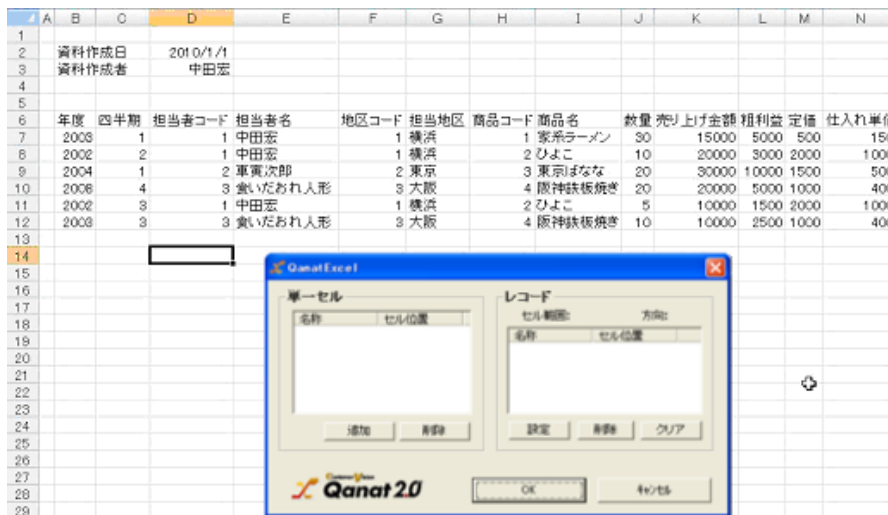 A B C D E F G H I J K L M N
1
2 資料作成日 2010/1/1
3 資料作成者 中田宏
4
5
6 年度 四半期 担当者コード 担当者名 地区コード 担当地区 商品コード 商品名 数量 売り上げ金額 粗利益 定価 仕入れ単価
7 2003 1 1 中田宏 1 横浜 1 家系ラーメン 30 15000 5000 500 150
8 2002 2 1 中田宏 1 横浜 2 ひよこ 10 20000 3000 2000 1000
9 2004 1 2 車寅次郎 2 東京 3 東京ばなな 20 30000 10000 1500 500
10 2006 4 3 食いだおれ人形 3 大阪 4 阪神鉄板焼き 20 20000 5000 1000 400
11 2002 3 1 中田宏 1 横浜 2 ひよこ 5 10000 1500 2000 1000
12 2003 3 3 食いだおれ人形 3 大阪 4 阪神鉄板焼き 10 10000 2500 1000 400
13
14
15
16
17
18
19
20
21
22
23
24
25
26
27
28
29
QanatExcel
単一セル
名称 セル位置
追加 削除
レコード
セル範囲: 方向:
名称 セル位置
設定 削除 クリア
Qanat 2.0
OK キャンセル